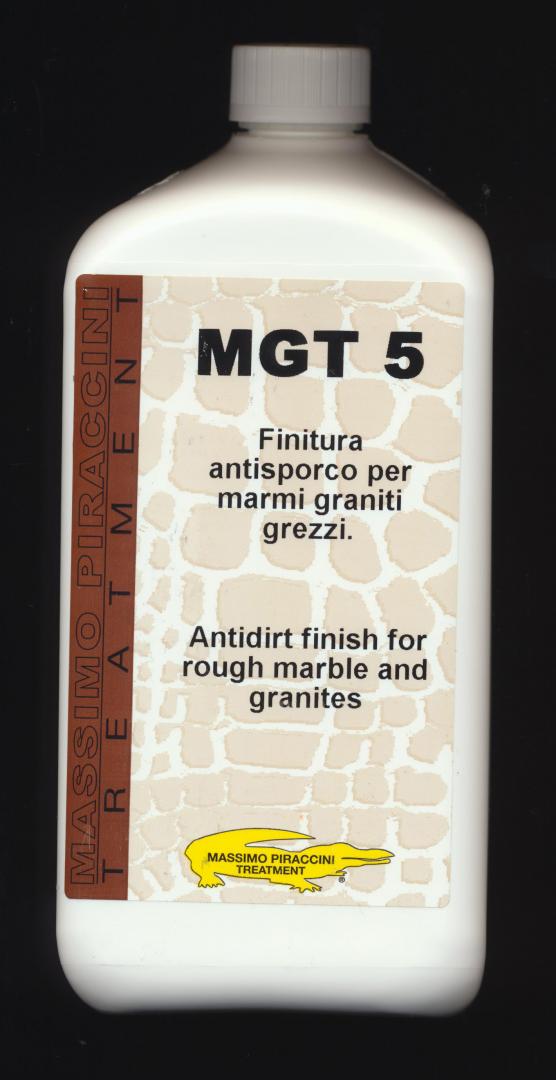 MASSIMO PIRACCINI
TREATMENT
MGT 5
Finitura
antisporco per
marmi graniti
grezzi.
Antidirt finish for
rough marble and
granites
MASSIMO PIRACCINI
TREATMENT
®